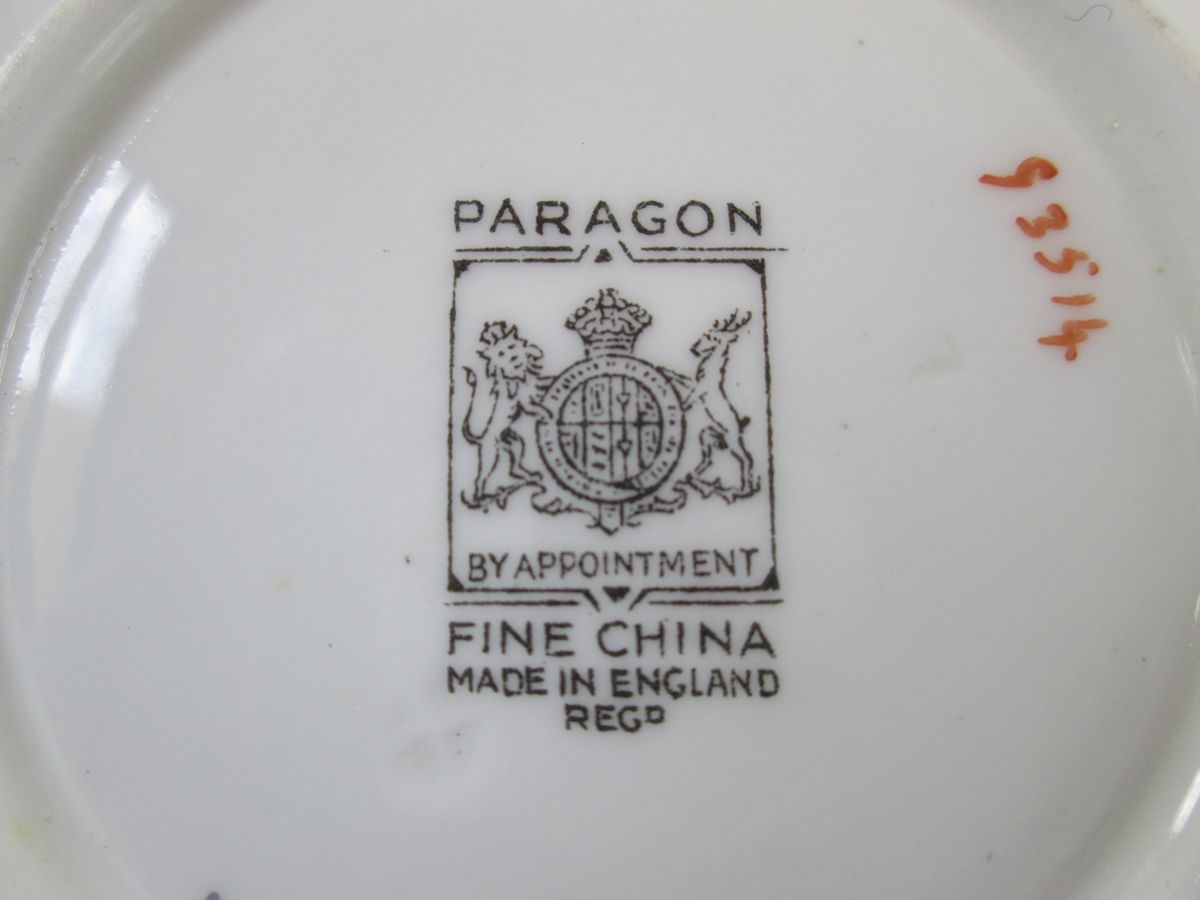 PARAGON
BY APPOINTMENT
FINE CHINA
MADE IN ENGLAND
REGD
93514